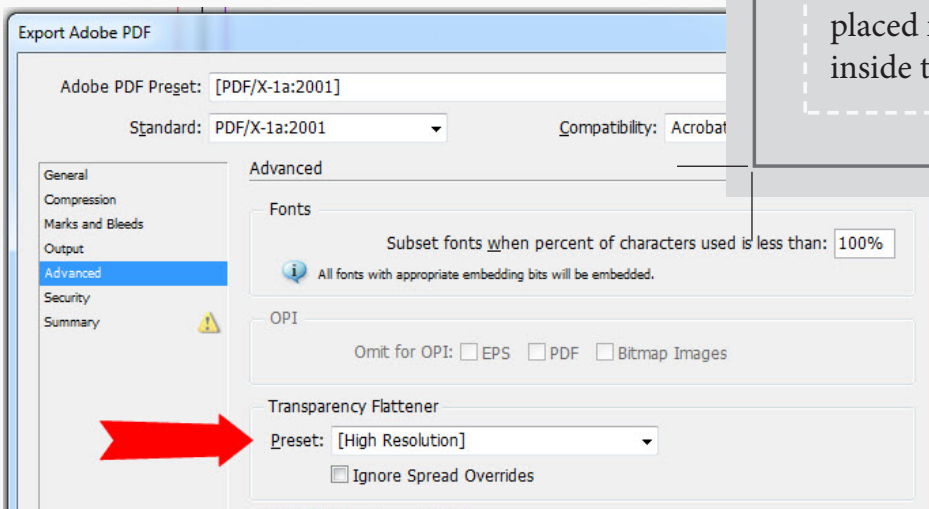 placed
inside t
Export Adobe PDF
Adobe PDF Preset: [PDF/X-1a:2001]
Standard: PDF/X-1a:2001
Compatibility: Acrobat
General
Compression
Marks and Bleeds
Output
Advanced
Security
Summary
Advanced
Fonts
Subset fonts when percent of characters used is less than: 100%
All fonts with appropriate embedding bits will be embedded.
OPI
Omit for OPI: EPS PDF Bitmap Images
Transparency Flattener
Preset: [High Resolution]
Ignore Spread Overrides